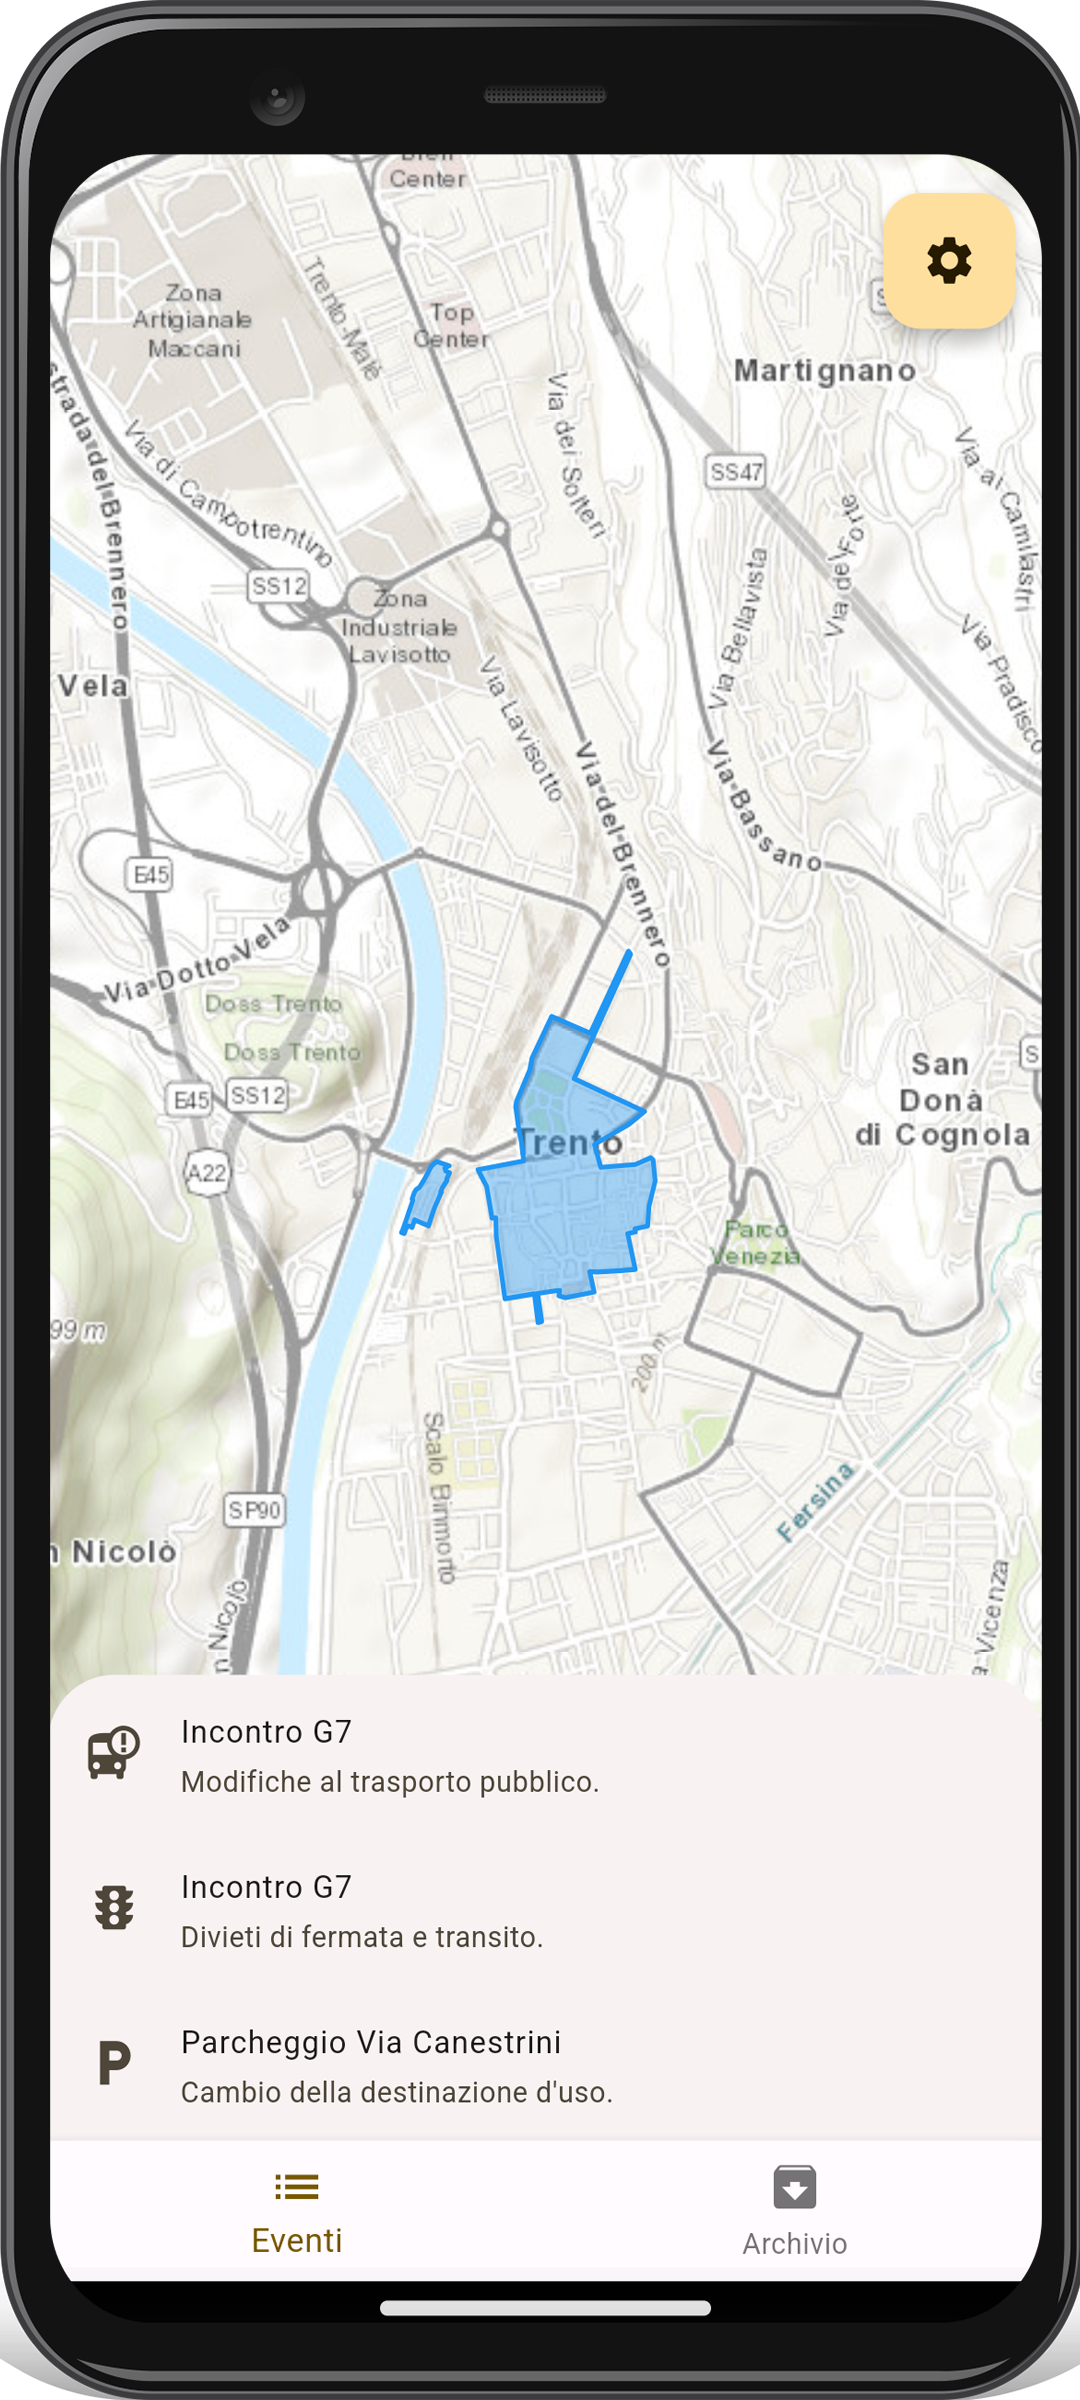 Center
Zona
Artigianale
Maccani
Trento-Malè
Top
Center
Martignano
strada del Brennero
Via di Campotrentino
Via dei Solteri
SS47
Via al Camilastri
SS12
Zona
Industriale
Lavisotto
Via de Forte
Via Bellavista
Via Pradisco
Vela
Via Lavisotto
Via del Brennero
Via Bassano
E45
Via Dotto Vela
Doss Trento
Doss Trento
E45
SS12
San
Donà
di Cognola
S
A22
Trento
Parco
Venezia
99 m
200 m
Scalo Binmorto
Fersina
SP90
n Nicolò
n Nicolò
a Vicenza
Incontro G7
Modifiche al trasporto pubblico.
Incontro G7
Divieti di fermata e transito.
P
Parcheggio Via Canestrini
Cambio della destinazione d'uso.
Eventi
Archivio